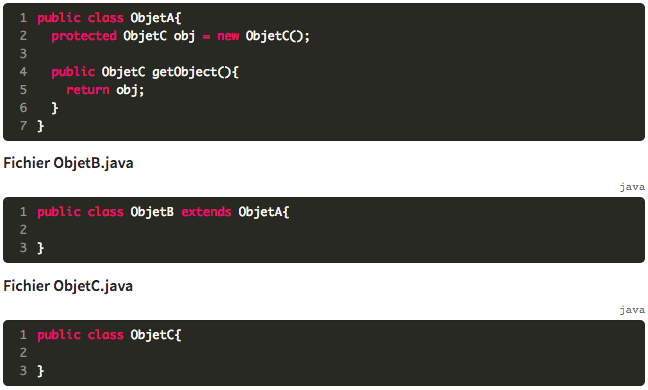 1 public class ObjetA{
2   protected ObjetC obj = new ObjetC();
3
4   public ObjetC getObject(){
5     return obj;
6   }
7 }
Fichier ObjetB.java
java
1 public class ObjetB extends ObjetA{
2
3 }
Fichier ObjetC.java
java
1 public class ObjetC{
2
3 }